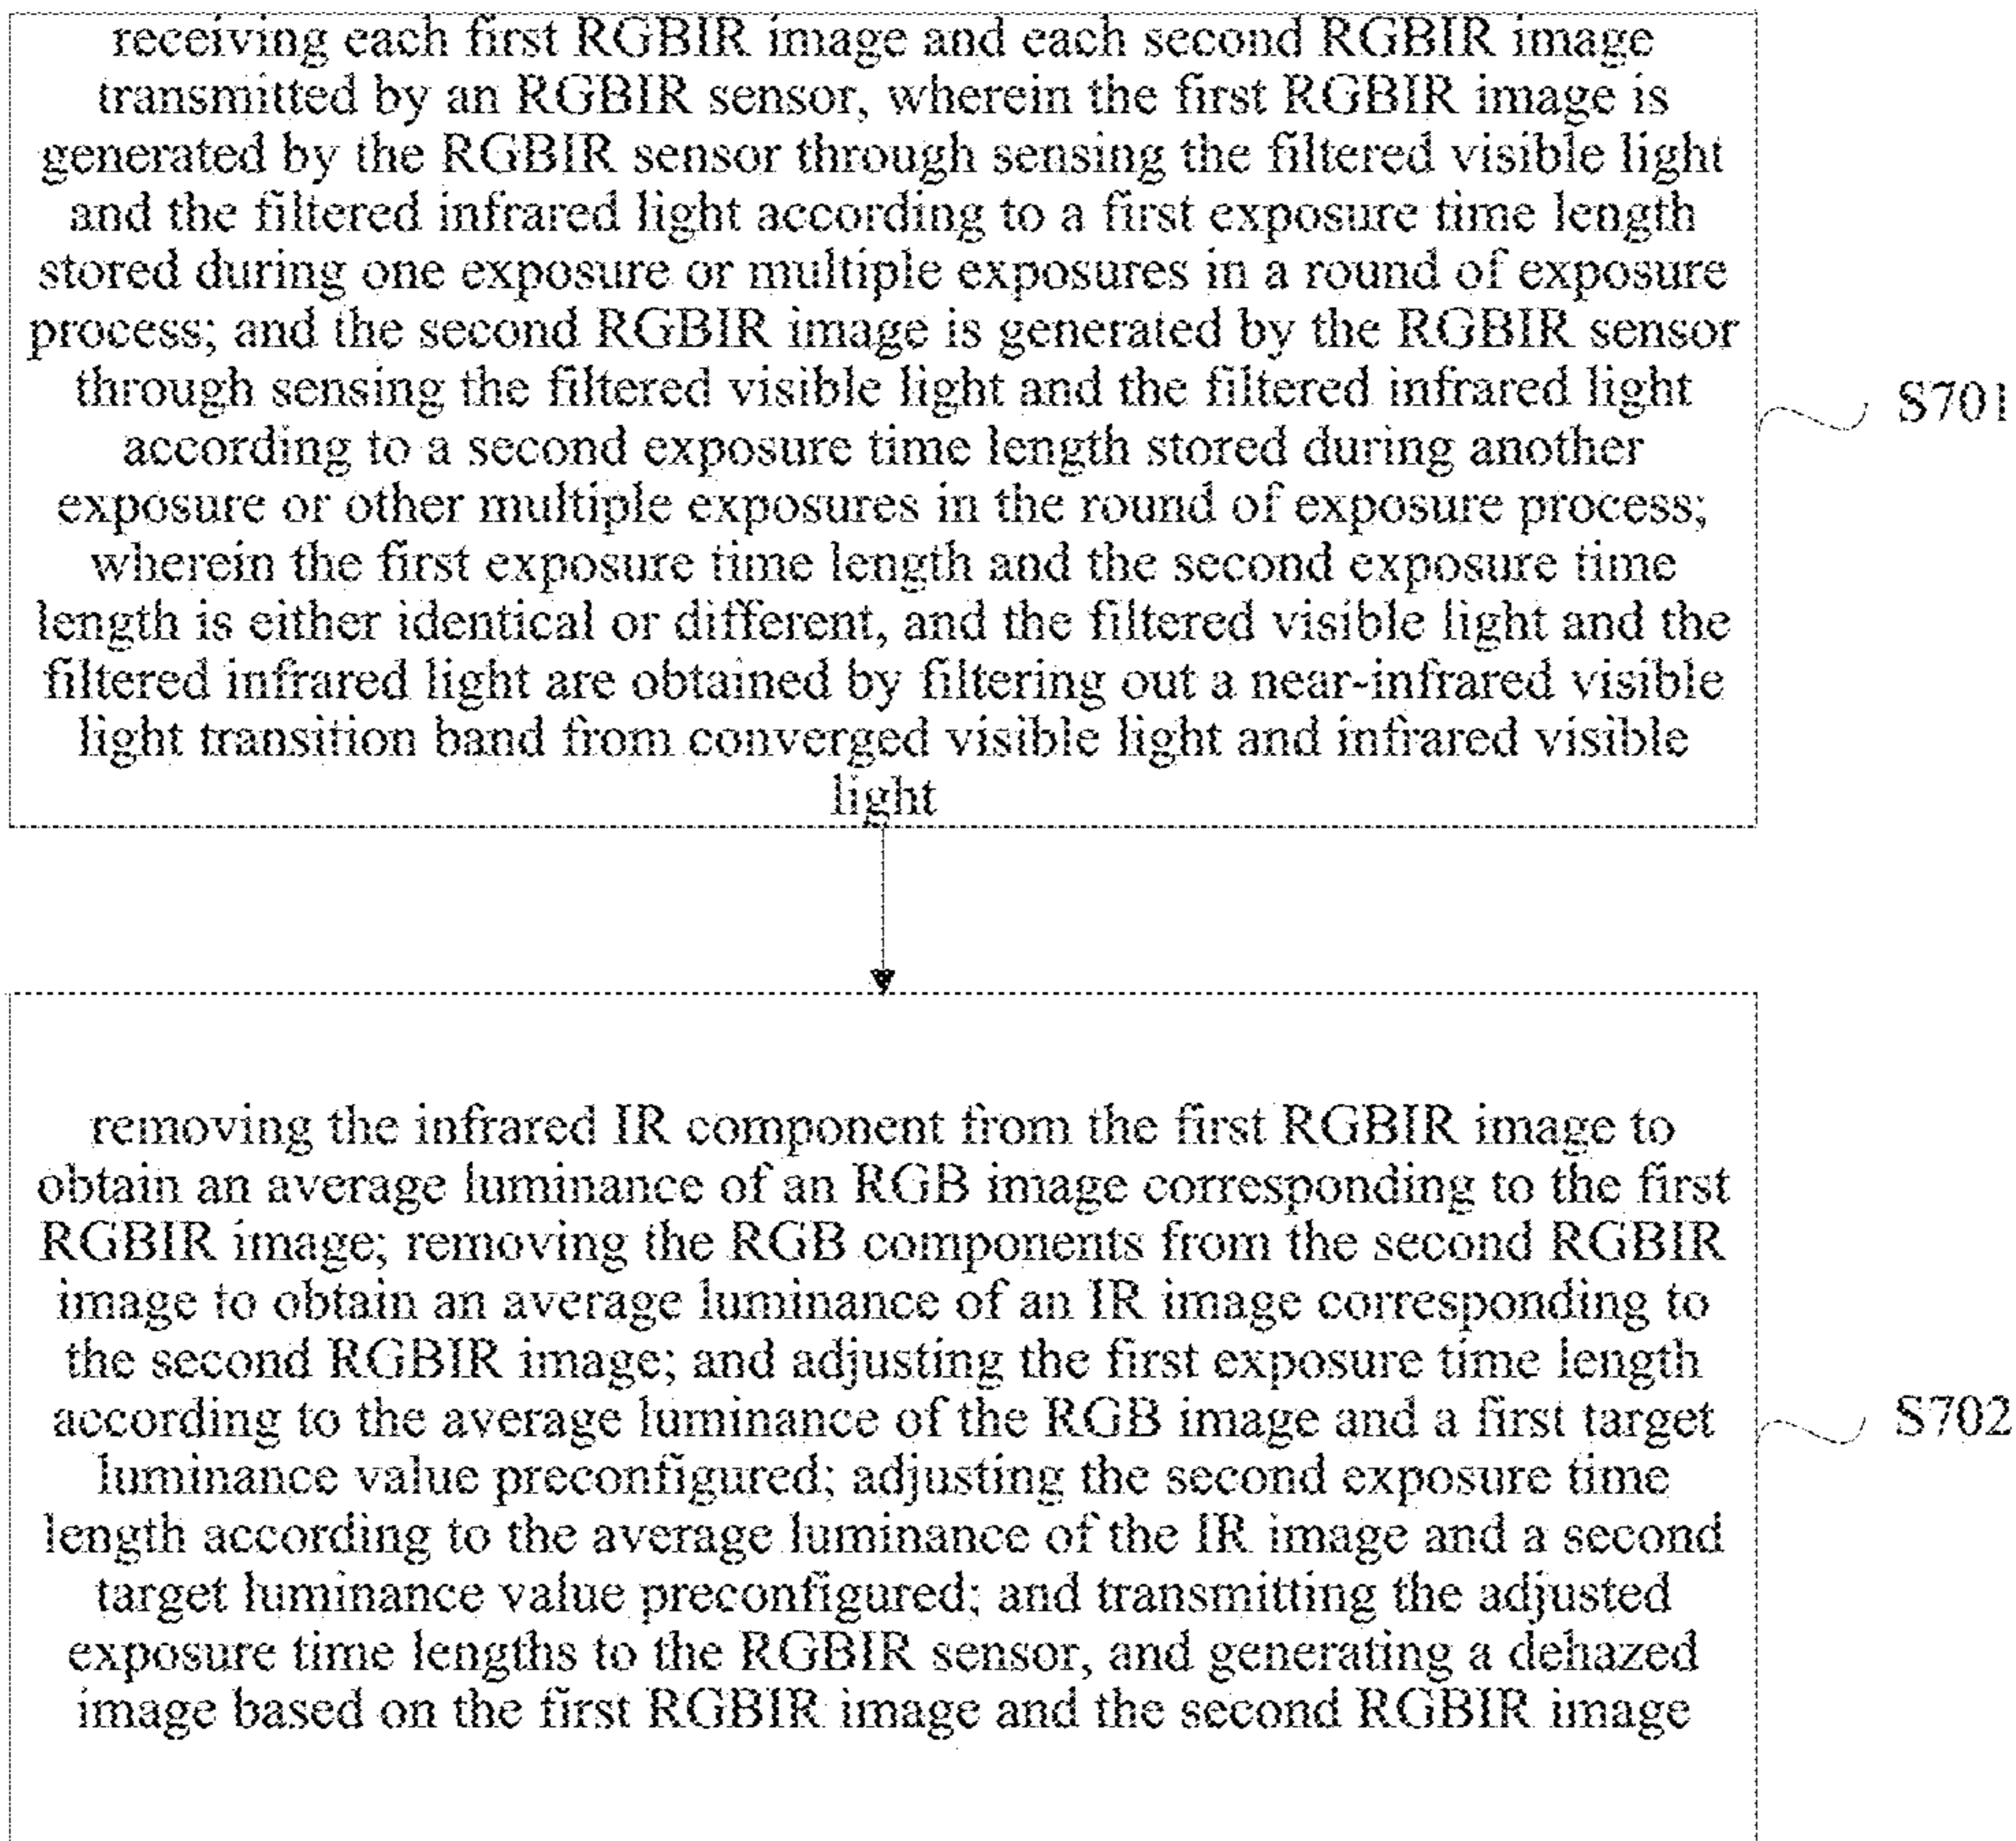 receiving each first RGBIR image and each second RGBIR image
transmitted by an RGBIR sensor, wherein the first RGBIR image is
generated by the RGBIR sensor through sensing the filtered visible light
and the filtered infrared light according to a first exposure time length
stored during one exposure or multiple exposures in a round of exposure
process; and the second RGBIR image is generated by the RGBIR sensor
through sensing the filtered visible light and the filtered infrared light
according to a second exposure time length stored during another
exposure or other multiple exposures in the round of exposure process;
wherein the first exposure time length and the second exposure time
length is either identical or different, and the filtered visible light and the
filtered infrared light are obtained by filtering out a near-infrared visible
light transition band from converged visible light and infrared visible
light
S701
removing the infrared IR component from the first RGBIR image to
obtain an average luminance of an RGB image corresponding to the first
RGBIR image; removing the RGB components from the second RGBIR
image to obtain an average luminance of an IR image corresponding to
the second RGBIR image; and adjusting the first exposure time length
according to the average luminance of the RGB image and a first target
luminance value preconfigured; adjusting the second exposure time
length according to the average luminance of the IR image and a second
target luminance value preconfigured; and transmitting the adjusted
exposure time lengths to the RGBIR sensor, and generating a dehazed
image based on the first RGBIR image and the second RGBIR image
S702